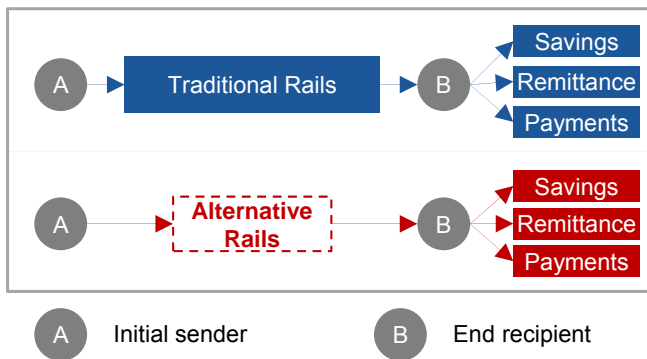 A
Traditional Rails
B
Savings
Remittance
Payments
A
Alternative
Rails
B
Savings
Remittance
Payments
A
Initial sender
B
End recipient